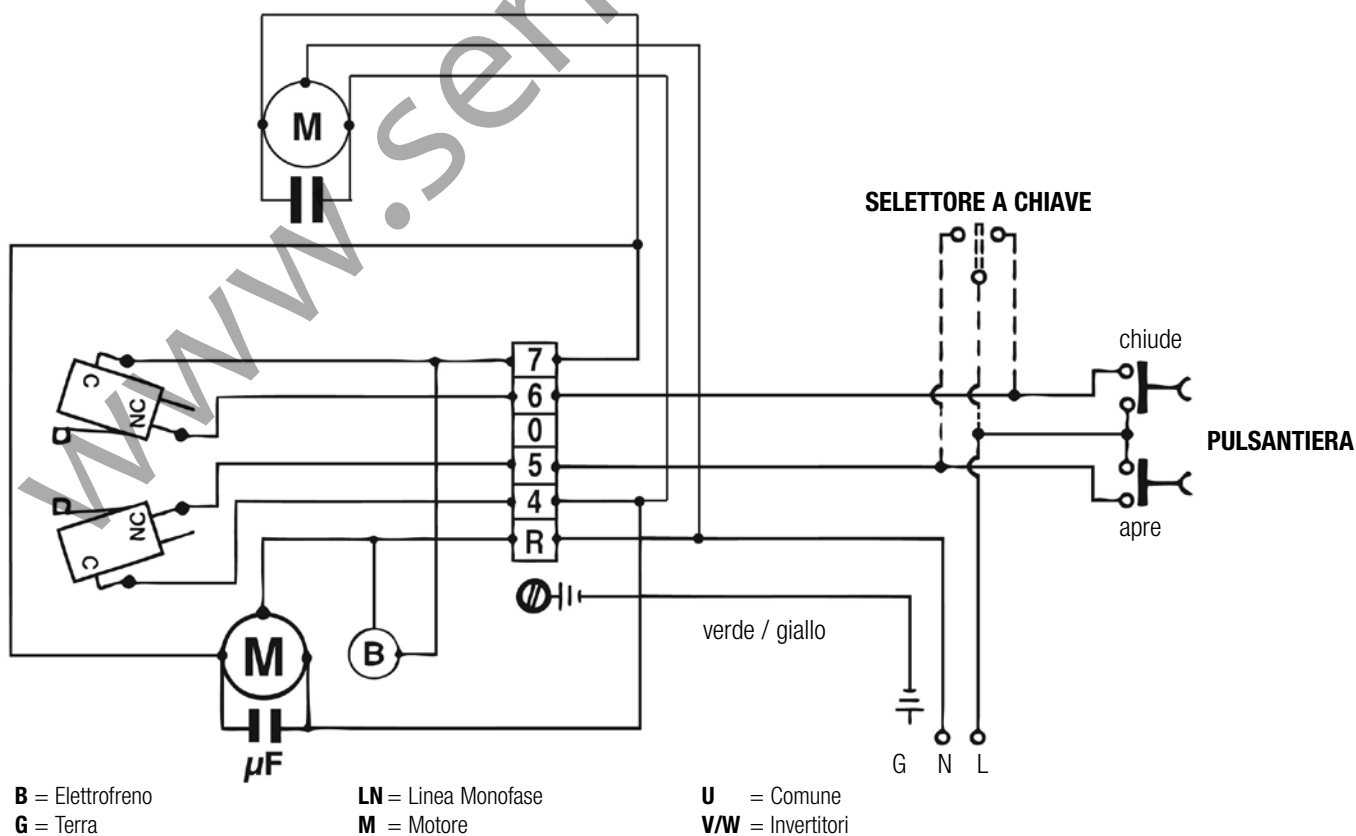 www.ser
M
SELETTORE A CHIAVE
chiude
PULSANTIERA
apre
7
6
0
5
4
R
C
NC
NC
C
verde / giallo
M
B
µF
G N L
B = Elettrofreno
LN = Linea Monofase
U = Comune
G = Terra
M = Motore
V/W = Invertitori